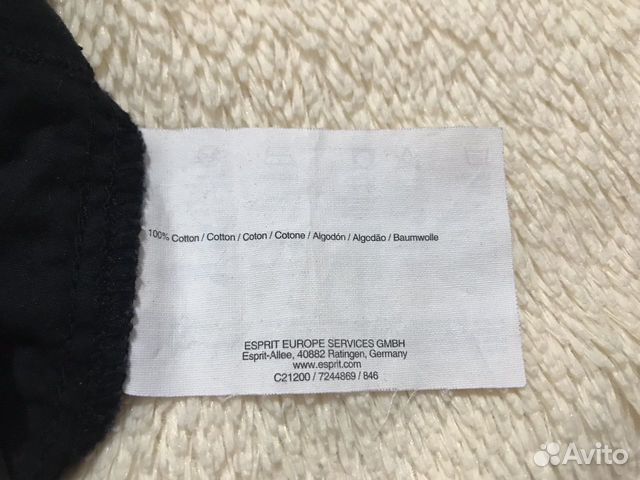 100% Cotton / Cotton / Coton / Cotone / Algodón / Algodão / Baumwolle
ESPRIT EUROPE SERVICES GMBH
Esprit-Allee, 40882 Ratingen, Germany
www.esprit.com
C21200 / 7244869 / 846
Avito